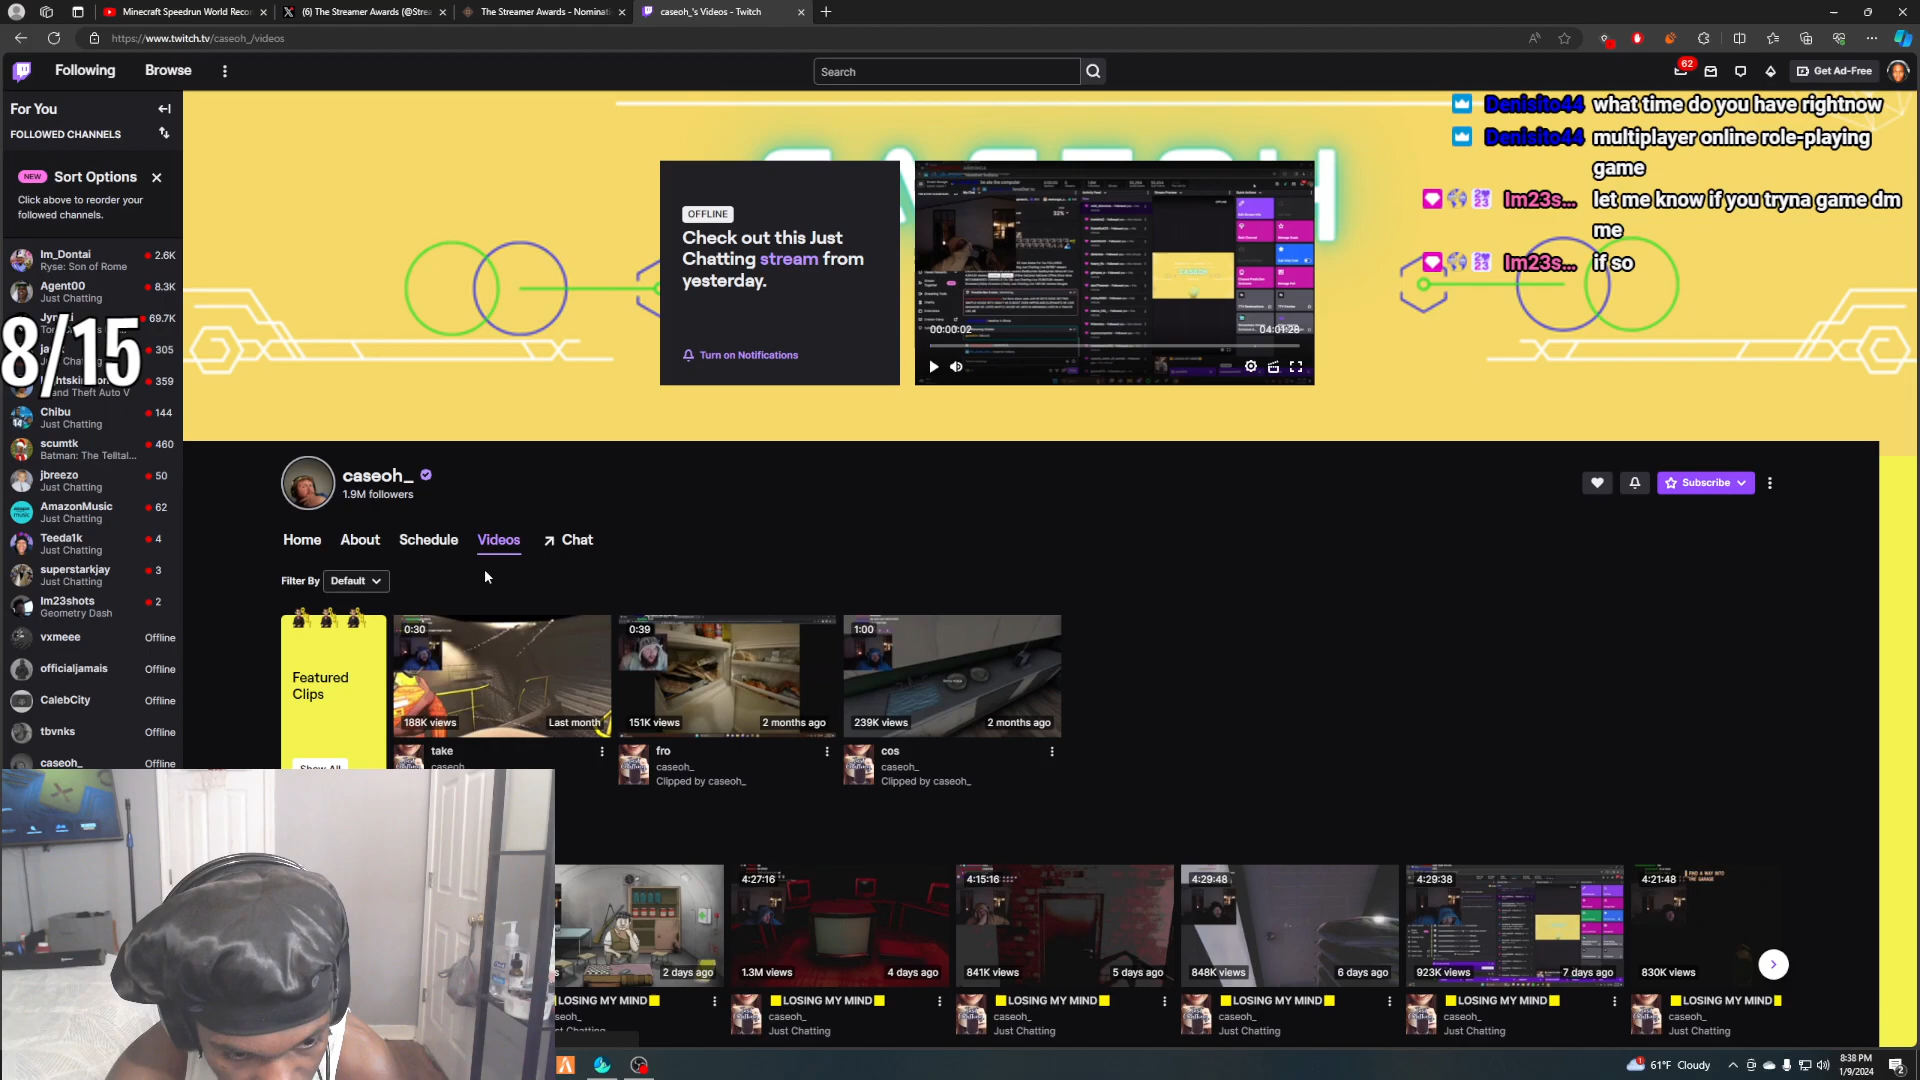 Minecraft Speedrun World Reco
(6) The Streamer Awards (@Strea
The Streamer Awards - Nominati
caseoh_'s Videos - Twitch
https://www.twitch.tv/caseoh_/videos
Following
Browse
Search
62
Get Ad-Free
For You
FOLLOWED CHANNELS
NEW Sort Options
Click above to reorder your
followed channels.
Im_Dontai 2.6K
Ryse: Son of Rome
Agent00 8.3K
Just Chatting
69.7K
305
359
8/15
and Theft Auto V
Chibu 144
Just Chatting
scumtk 460
Batman: The Telltal...
jbreezo 50
Just Chatting
AmazonMusic 62
Just Chatting
Teeda1k 4
Just Chatting
superstarkjay 3
Just Chatting
Im23shots 2
Geometry Dash
vxmeee Offline
officialjamais Offline
CalebCity Offline
tbvnks Offline
caseoh_ Offline
OFFLINE
Check out this Just
Chatting stream from
yesterday.
Turn on Notifications
00:00:02 04:01:28
Denisito44 what time do you have rightnow
Denisito44 multiplayer online role-playing
game
Im23s... let me know if you tryna game dm
me
Im23s... if so
caseoh_
1.9M followers
Subscribe
Home About Schedule Videos Chat
Filter By Default
Featured
Clips
Show All
0:30
188K views Last month
take
caseoh_
0:39
151K views 2 months ago
fro
caseoh_
Clipped by caseoh_
1:00
239K views 2 months ago
cos
caseoh_
Clipped by caseoh_
2 days ago
LOSING MY MIND
seoh_
4:27:16
1.3M views 4 days ago
LOSING MY MIND
caseoh_
Just Chatting
4:15:16
841K views 5 days ago
LOSING MY MIND
caseoh_
Just Chatting
4:29:48
848K views 6 days ago
LOSING MY MIND
caseoh_
Just Chatting
4:29:38
923K views 7 days ago
LOSING MY MIND
caseoh_
Just Chatting
4:21:48
FIND A WAY INTO
THE GARAGE
830K views
LOSING MY MIND
caseoh_
Just Chatting
61°F Cloudy
8:38 PM
1/9/2024